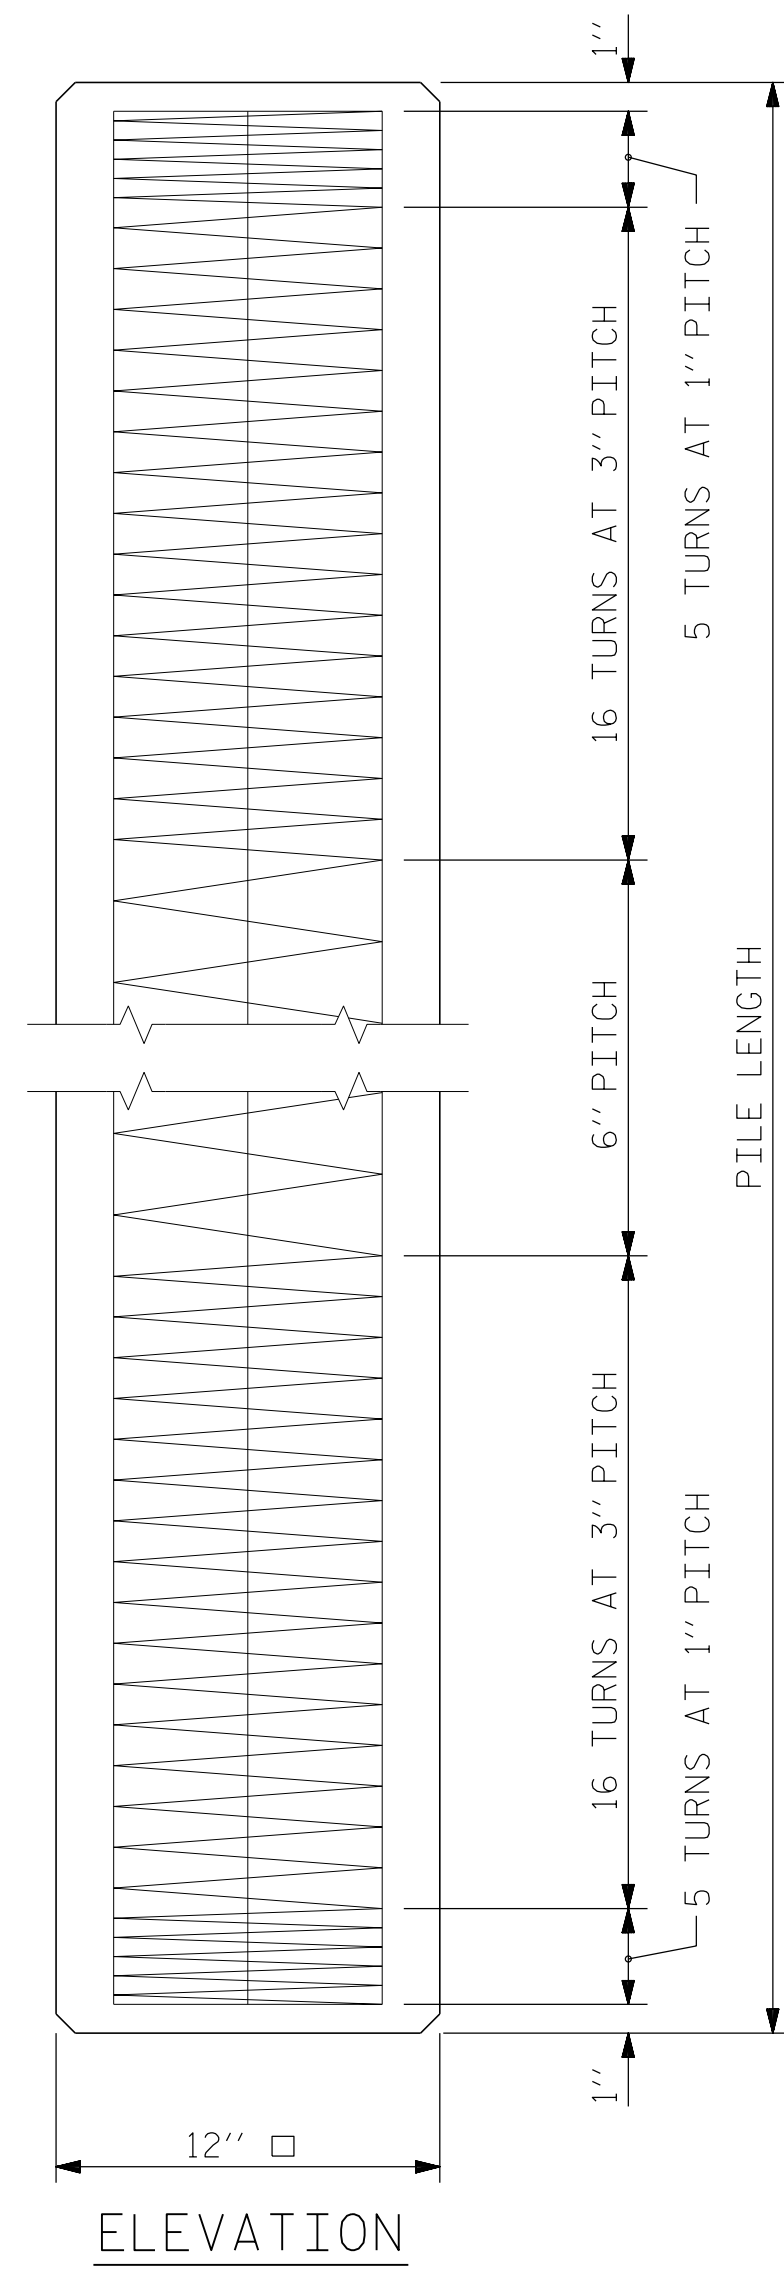 1''
5 TURNS AT 1'' PITCH
16 TURNS AT 3'' PITCH
6'' PITCH
PILE LENGTH
16 TURNS AT 3'' PITCH
5 TURNS AT 1'' PITCH
1''
12'' □
ELEVATION